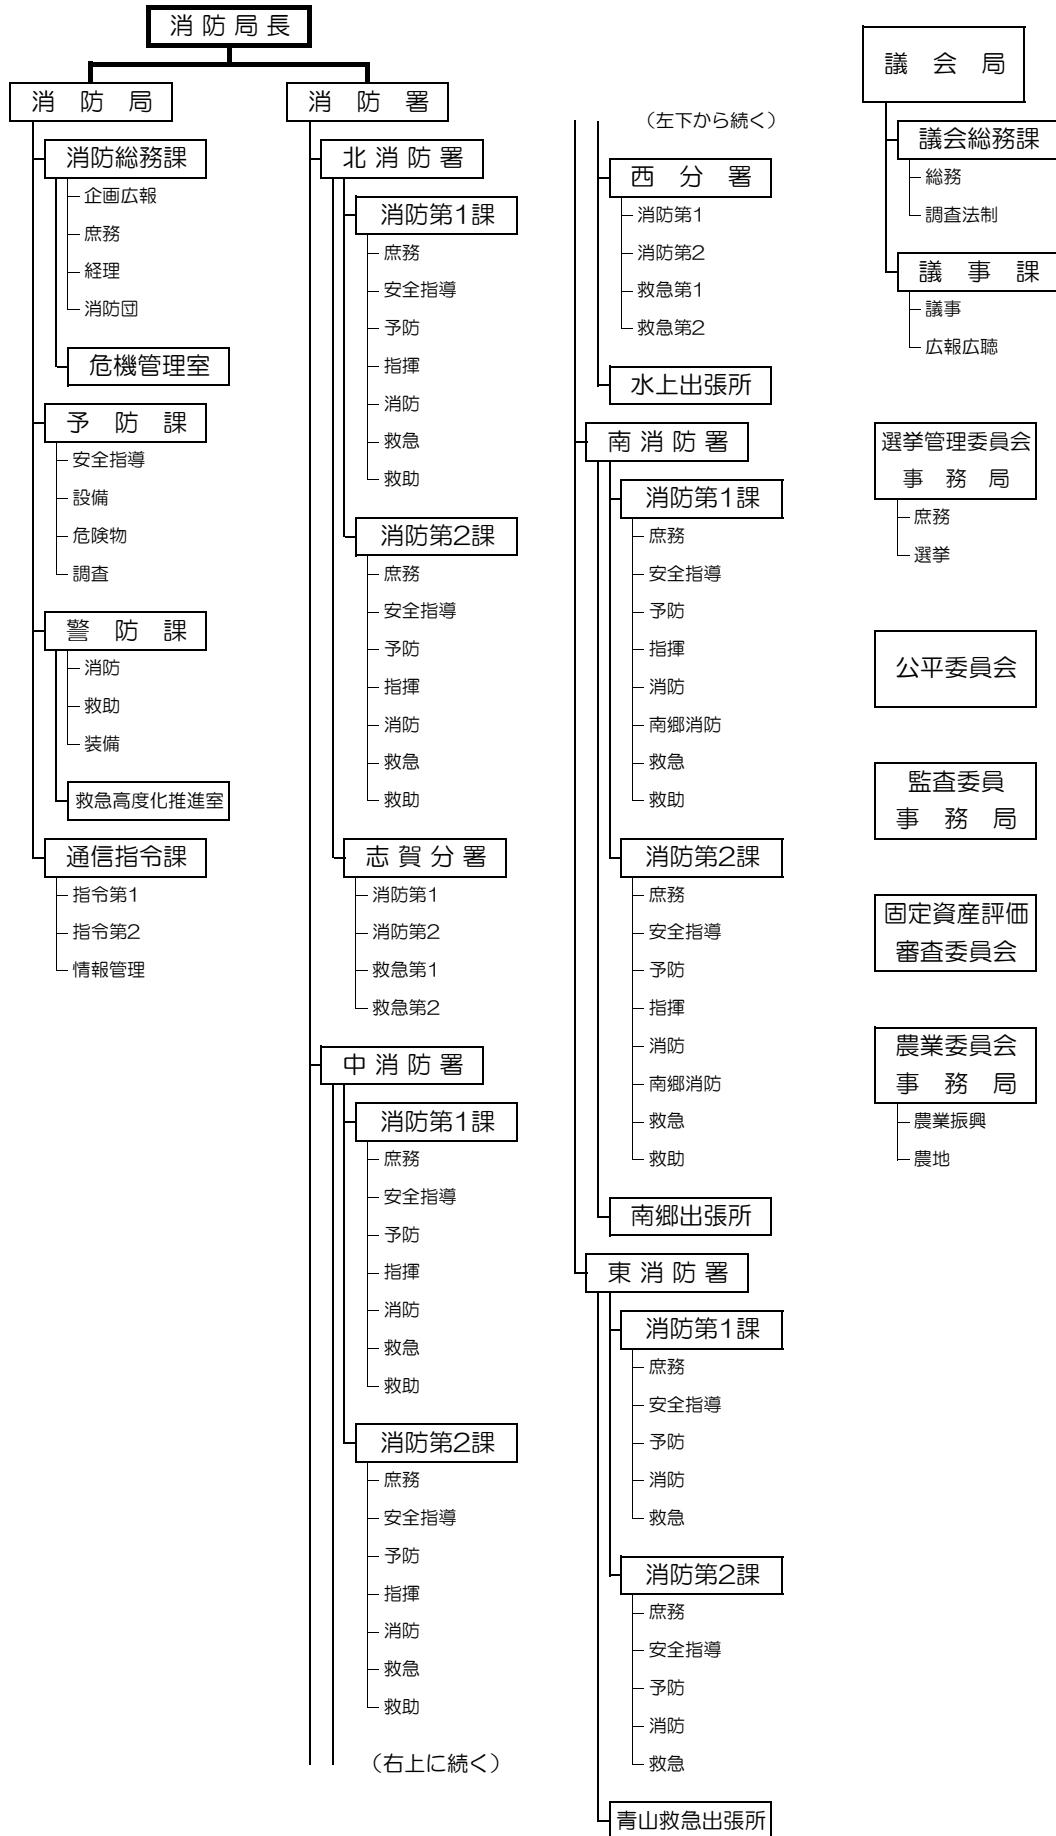 消防局長
消防局
消防総務課
企画広報
庶務
経理
消防団
危機管理室
予防課
安全指導
設備
危険物
調査
警防課
消防
救助
装備
救急高度化推進室
通信指令課
指令第1
指令第2
情報管理
消防署
北消防署
消防第1課
庶務
安全指導
予防
指揮
消防
救急
救助
消防第2課
庶務
安全指導
予防
指揮
消防
救急
救助
志賀分署
消防第1
消防第2
救急第1
救急第2
中消防署
消防第1課
庶務
安全指導
予防
指揮
消防
救急
救助
消防第2課
庶務
安全指導
予防
指揮
消防
救急
救助
(右上に続く)
(左下から続く)
西分署
消防第1
消防第2
救急第1
救急第2
水上出張所
南消防署
消防第1課
庶務
安全指導
予防
指揮
消防
南郷消防
救急
救助
消防第2課
庶務
安全指導
予防
指揮
消防
南郷消防
救急
救助
南郷出張所
東消防署
消防第1課
庶務
安全指導
予防
消防
救急
消防第2課
庶務
安全指導
予防
消防
救急
青山救急出張所
議会局
議会総務課
総務
調査法制
議事課
議事
広報広聴
選挙管理委員会
事務局
庶務
選挙
公平委員会
監査委員
事務局
固定資産評価
審査委員会
農業委員会
事務局
農業振興
農地